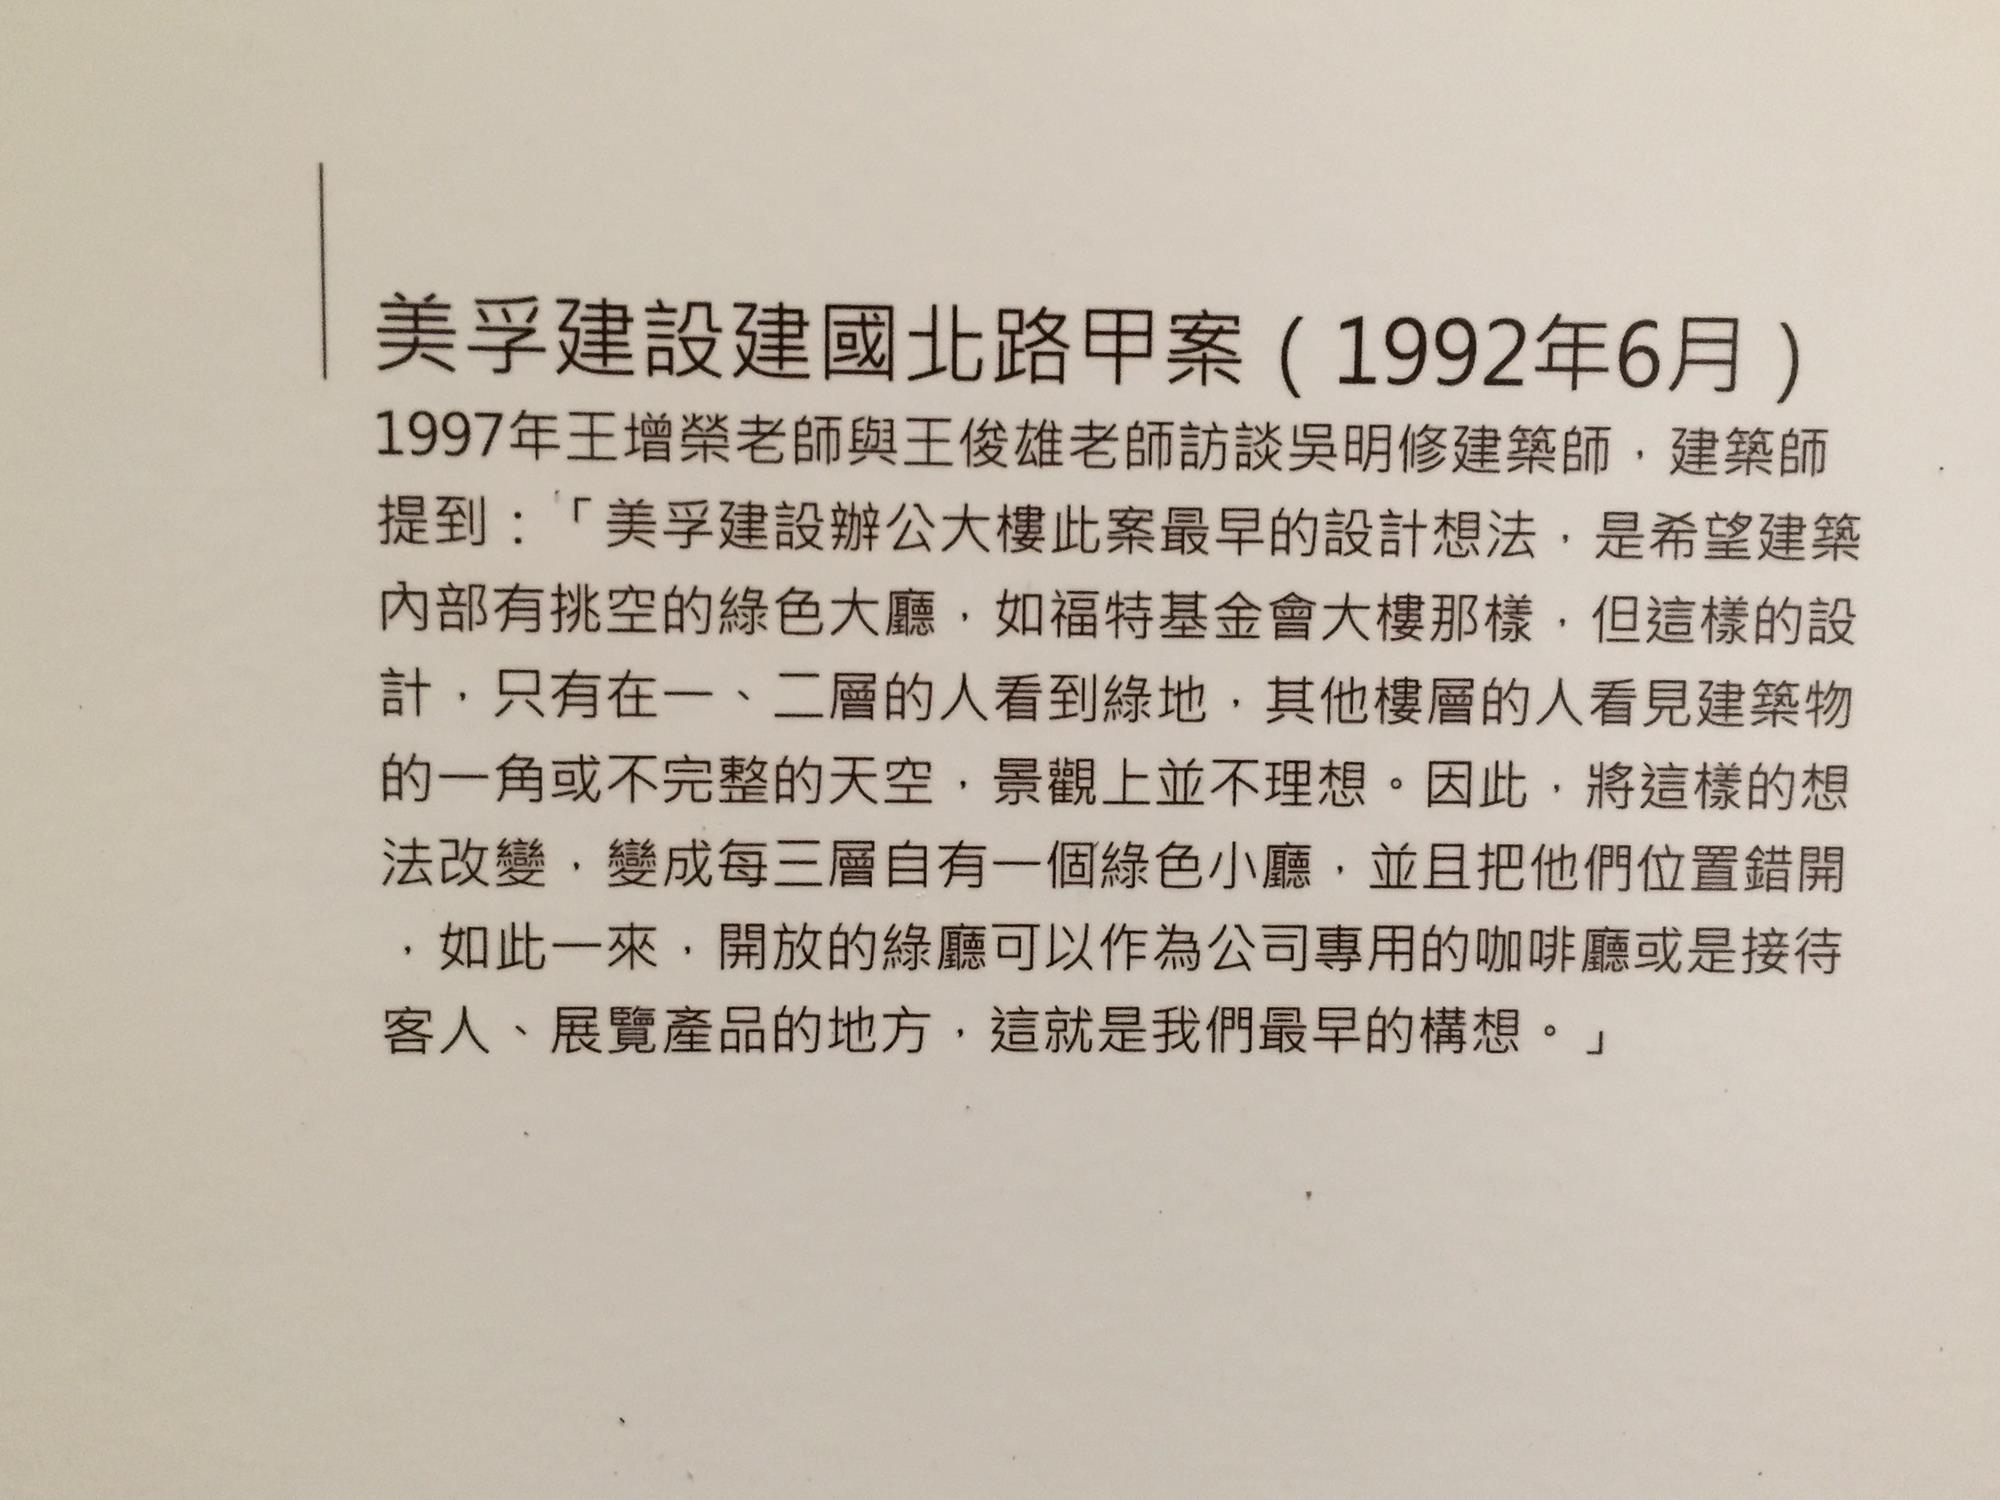 美孚建設建國北路甲案（1992年6月）
1997年王增榮老師與王俊雄老師訪談吳明修建築師，建築師
提到：「美孚建設辦公大樓此案最早的設計想法，是希望建築
內部有挑空的綠色大廳，如福特基金會大樓那樣，但這樣的設
計，只有在一、二層的人看到綠地，其他樓層的人看見建築物
的一角或不完整的天空，景觀上並不理想。因此，將這樣的想
法改變，變成每三層自有一個綠色小廳，並且把他們位置錯開
，如此一來，開放的綠廳可以作為公司專用的咖啡廳或是接待
客人、展覽產品的地方，這就是我們最早的構想。」